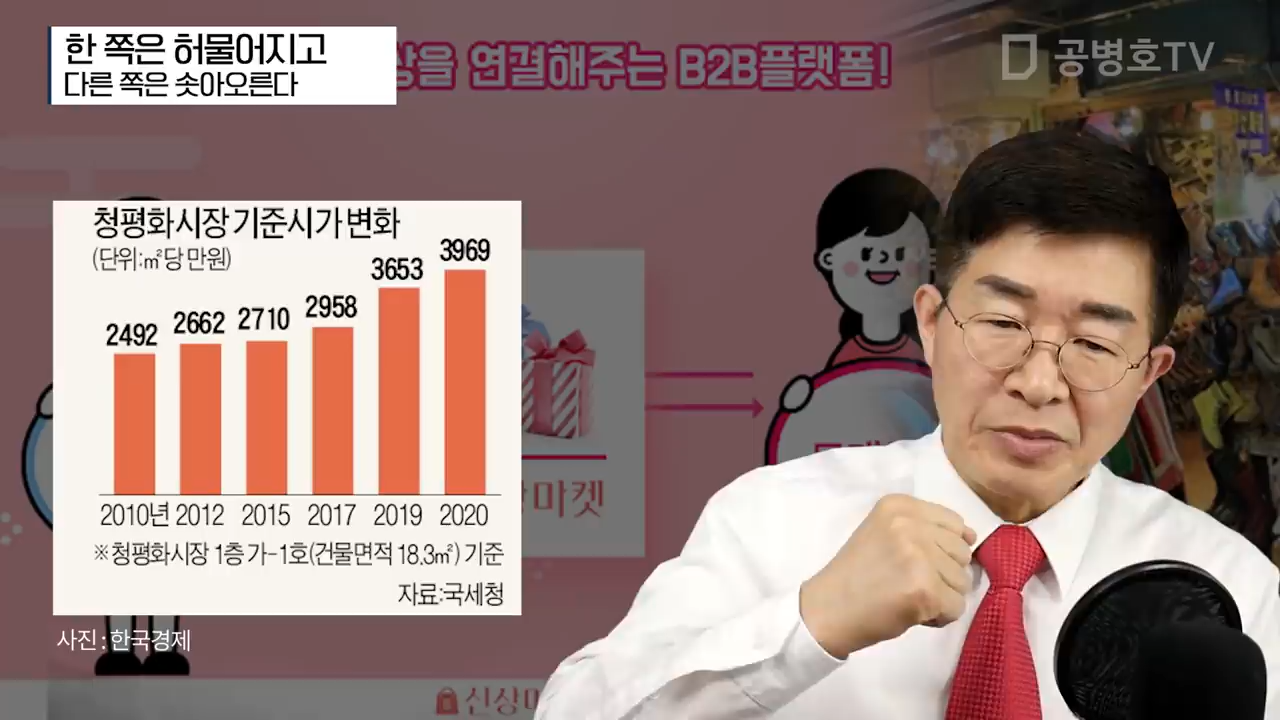 한 쪽은 허물어지고
다른 쪽은 솟아오른다
상을 연결해주는 B2B플랫폼!
공병호TV
청평화시장 기준시가 변화
(단위:㎡당 만원)
2492 2662 2710 2958 3653 3969
2010년 2012 2015 2017 2019 2020
※청평화시장 1층 가-1호(건물면적 18.3㎡) 기준
자료:국세청
마켓
사진 : 한국경제
신상마